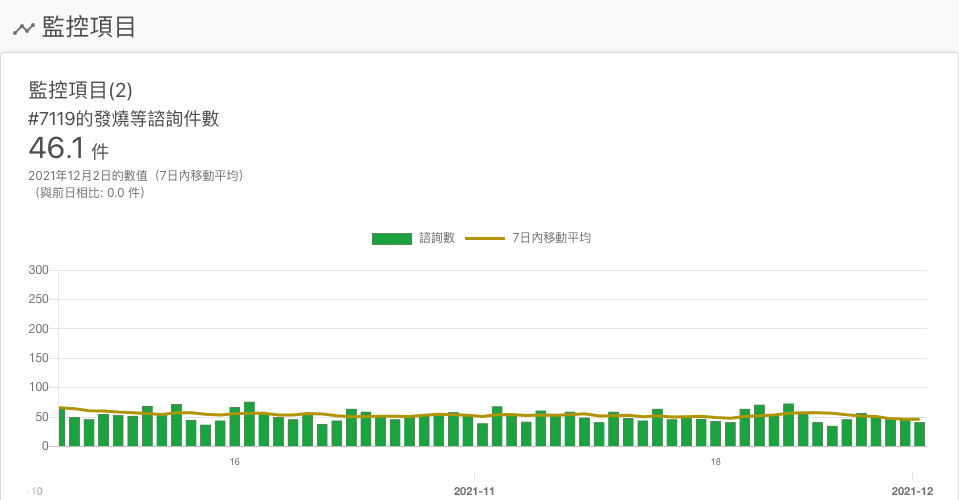 監控項目
監控項目(2)
#7119的發燒等諮詢件數
46.1 件
2021年12月2日的數值（7日內移動平均）
（與前日相比: 0.0 件）
諮詢數 7日內移動平均
300
250
200
150
100
50
0
16 18
-10 2021-11 2021-12